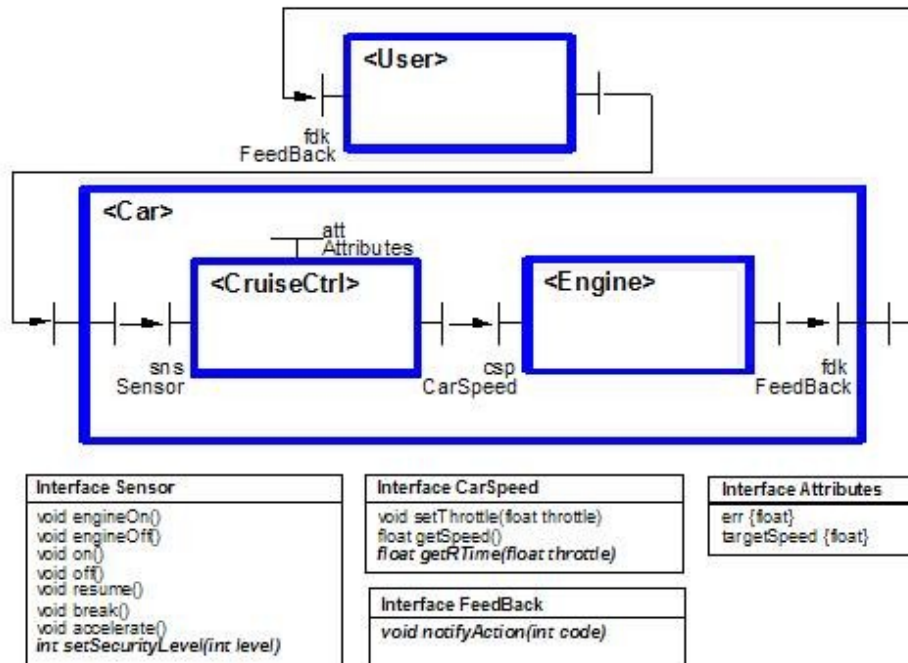 <User>
fdk
FeedBack
<Car>
att
Attributes
<CruiseCtrl>
<Engine>
sns
Sensor
csp
CarSpeed
fdk
FeedBack
Interface Sensor
void engineOn()
void engineOff()
void on()
void off()
void resume()
void break()
void accelerate()
int setSecurityLevel(int level)
Interface CarSpeed
void setThrottle(float throttle)
float getSpeed()
float getRTime(float throttle)
Interface FeedBack
void notifyAction(int code)
Interface Attributes
err {float}
targetSpeed {float}